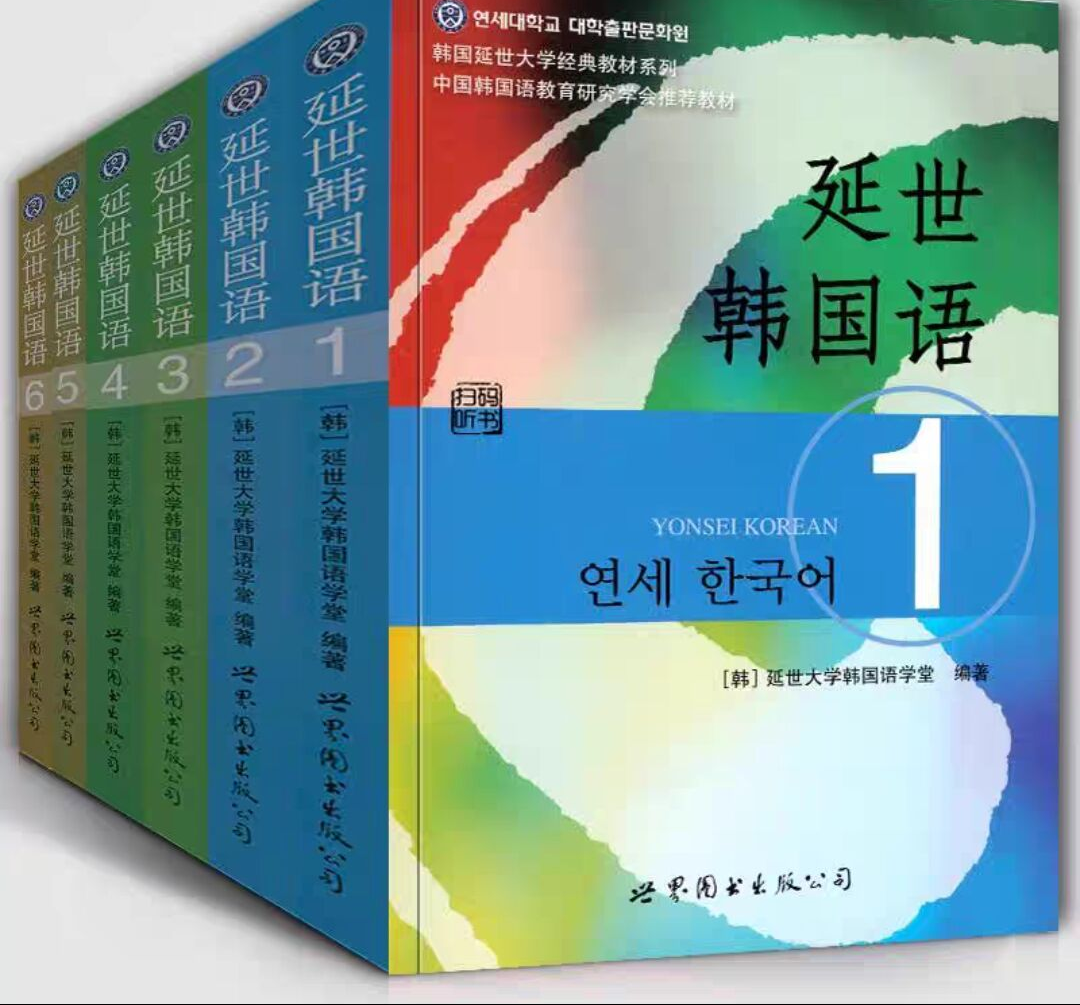 연세대학교 대학출판문화원
韩国延世大学经典教材系列
中国韩国语教育研究学会推荐教材
延世
韩国语
扫码
听书
1
YONSEI KOREAN
연세 한국어
[韩] 延世大学韩国语学堂 编著
世界图书出版公司
延世韩国语
1
[韩] 延世大学韩国语学堂 编著
世界图书出版公司
延世韩国语
2
[韩] 延世大学韩国语学堂 编著
世界图书出版公司
延世韩国语
3
[韩] 延世大学韩国语学堂 编著
世界图书出版公司
延世韩国语
4
[韩] 延世大学韩国语学堂 编著
世界图书出版公司
延世韩国语
5
[韩] 延世大学韩国语学堂 编著
世界图书出版公司
延世韩国语
6
[韩] 延世大学韩国语学堂 编著
世界图书出版公司